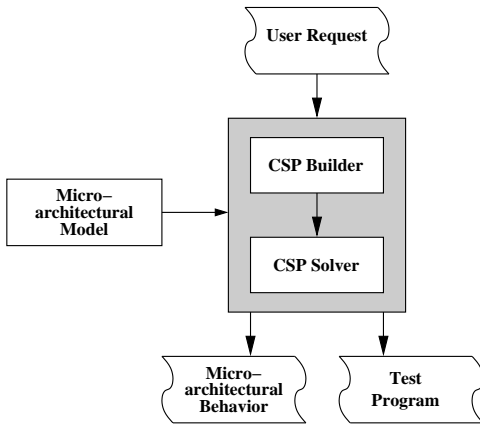 User Request
CSP Builder
Micro−
architectural
Model
CSP Solver
Micro−
architectural
Behavior
Test
Program